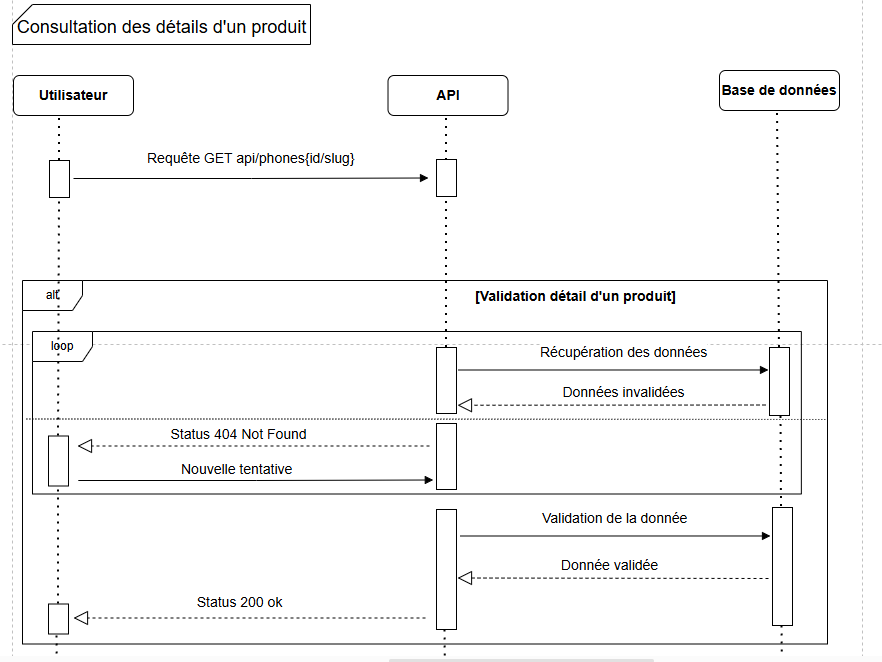 Consultation des détails d'un produit
Utilisateur
API
Base de données
Requête GET api/phones{id/slug}
alt
[Validation détail d'un produit]
loop
Récupération des données
Données invalidées
Status 404 Not Found
Nouvelle tentative
Validation de la donnée
Donnée validée
Status 200 ok